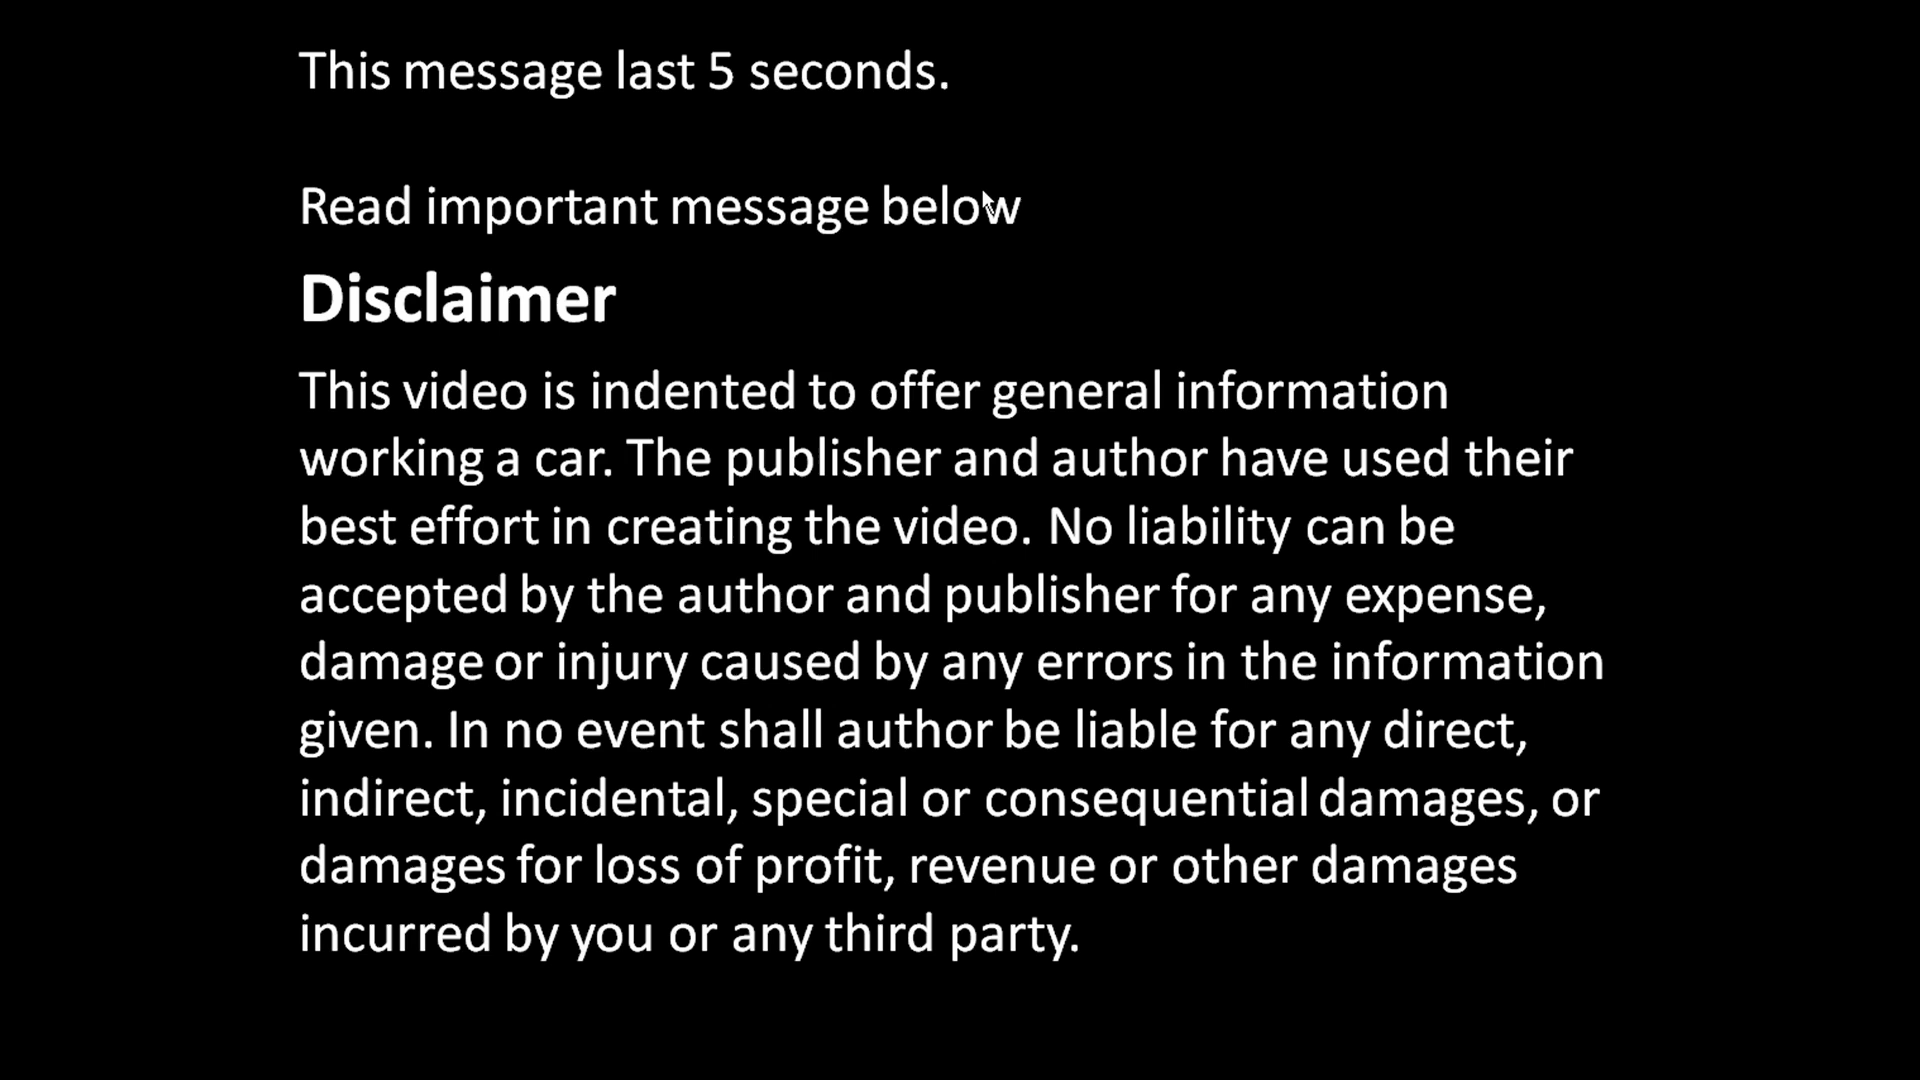 This message last 5 seconds.
Read important message below
Disclaimer
This video is indented to offer general information
working a car. The publisher and author have used their
best effort in creating the video. No liability can be
accepted by the author and publisher for any expense,
damage or injury caused by any errors in the information
given. In no event shall author be liable for any direct,
indirect, incidental, special or consequential damages, or
damages for loss of profit, revenue or other damages
incurred by you or any third party.